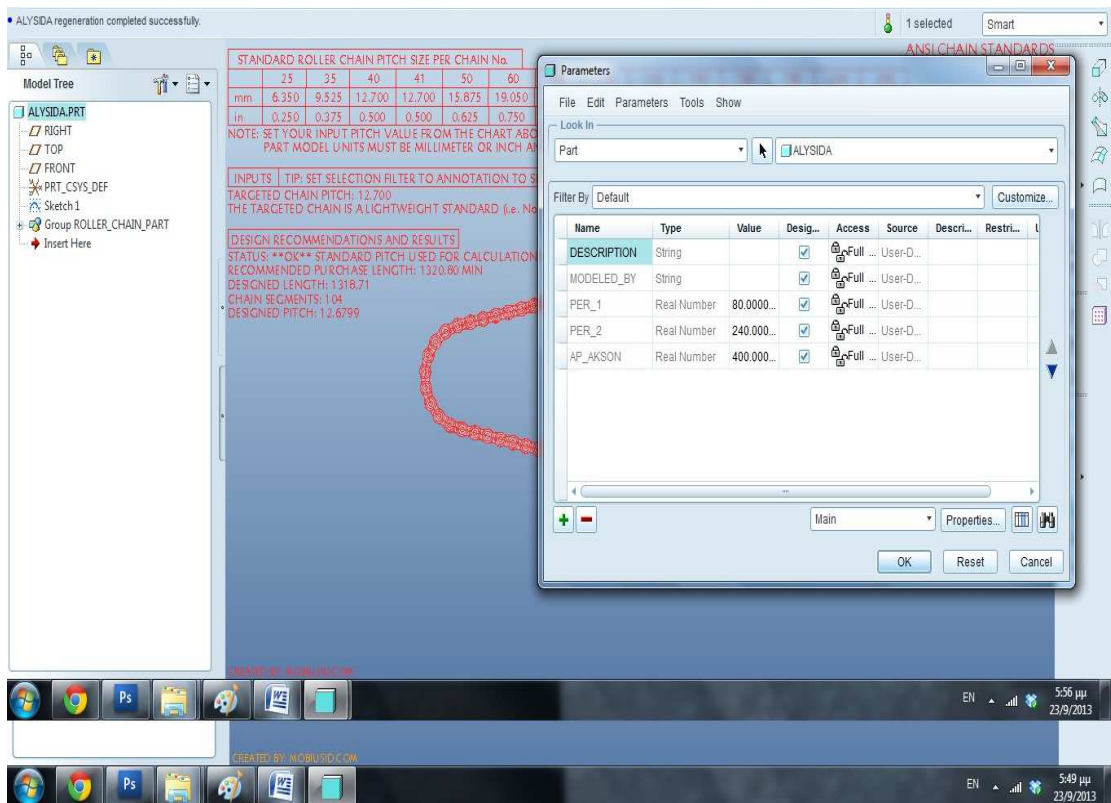 ALYSIDA regeneration completed successfully.
1 selected
Smart
Model Tree
ALYSIDA.PRT
RIGHT
TOP
FRONT
PRT_CSYS_DEF
Sketch 1
Group ROLLER_CHAIN_PART
Insert Here
ANSI CHAIN STANDARDS
STANDARD ROLLER CHAIN PITCH SIZE PER CHAIN No.
25 35 40 41 50 60
mm 6.350 9.525 12.700 12.700 15.875 19.050
in 0.250 0.375 0.500 0.500 0.625 0.750
NOTE: SET YOUR INPUT PITCH VALUE FROM THE CHART ABO
PART MODEL UNITS MUST BE MILLIMETER OR INCH AN
INPUTS TIP: SET SELECTION FILTER TO ANNOTATION TO S
TARGETED CHAIN PITCH: 12.700
THE TARGETED CHAIN IS A LIGHTWEIGHT STANDARD (i.e. No
DESIGN RECOMMENDATIONS AND RESULTS
STATUS: **OK** STANDARD PITCH USED FOR CALCULATION
RECOMMENDED PURCHASE LENGTH: 1320.80 MIN
DESIGNED LENGTH: 1318.71
CHAIN SEGMENTS: 104
DESIGNED PITCH: 12.6799
Parameters
File Edit Parameters Tools Show
Look In
Part
ALYSIDA
Filter By Default
Customize...
Name Type Value Desig... Access Source Descri... Restri...
DESCRIPTION String Full ... User-D...
MODELED_BY String Full ... User-D...
PER_1 Real Number 80.0000... Full ... User-D...
PER_2 Real Number 240.000... Full ... User-D...
AP_AKSON Real Number 400.000... Full ... User-D...
Main
Properties...
OK Reset Cancel
Ps
EN
5:56 μμ
23/9/2013
CREATED BY MOBIUSID.COM
Ps
EN
5:49 μμ
23/9/2013